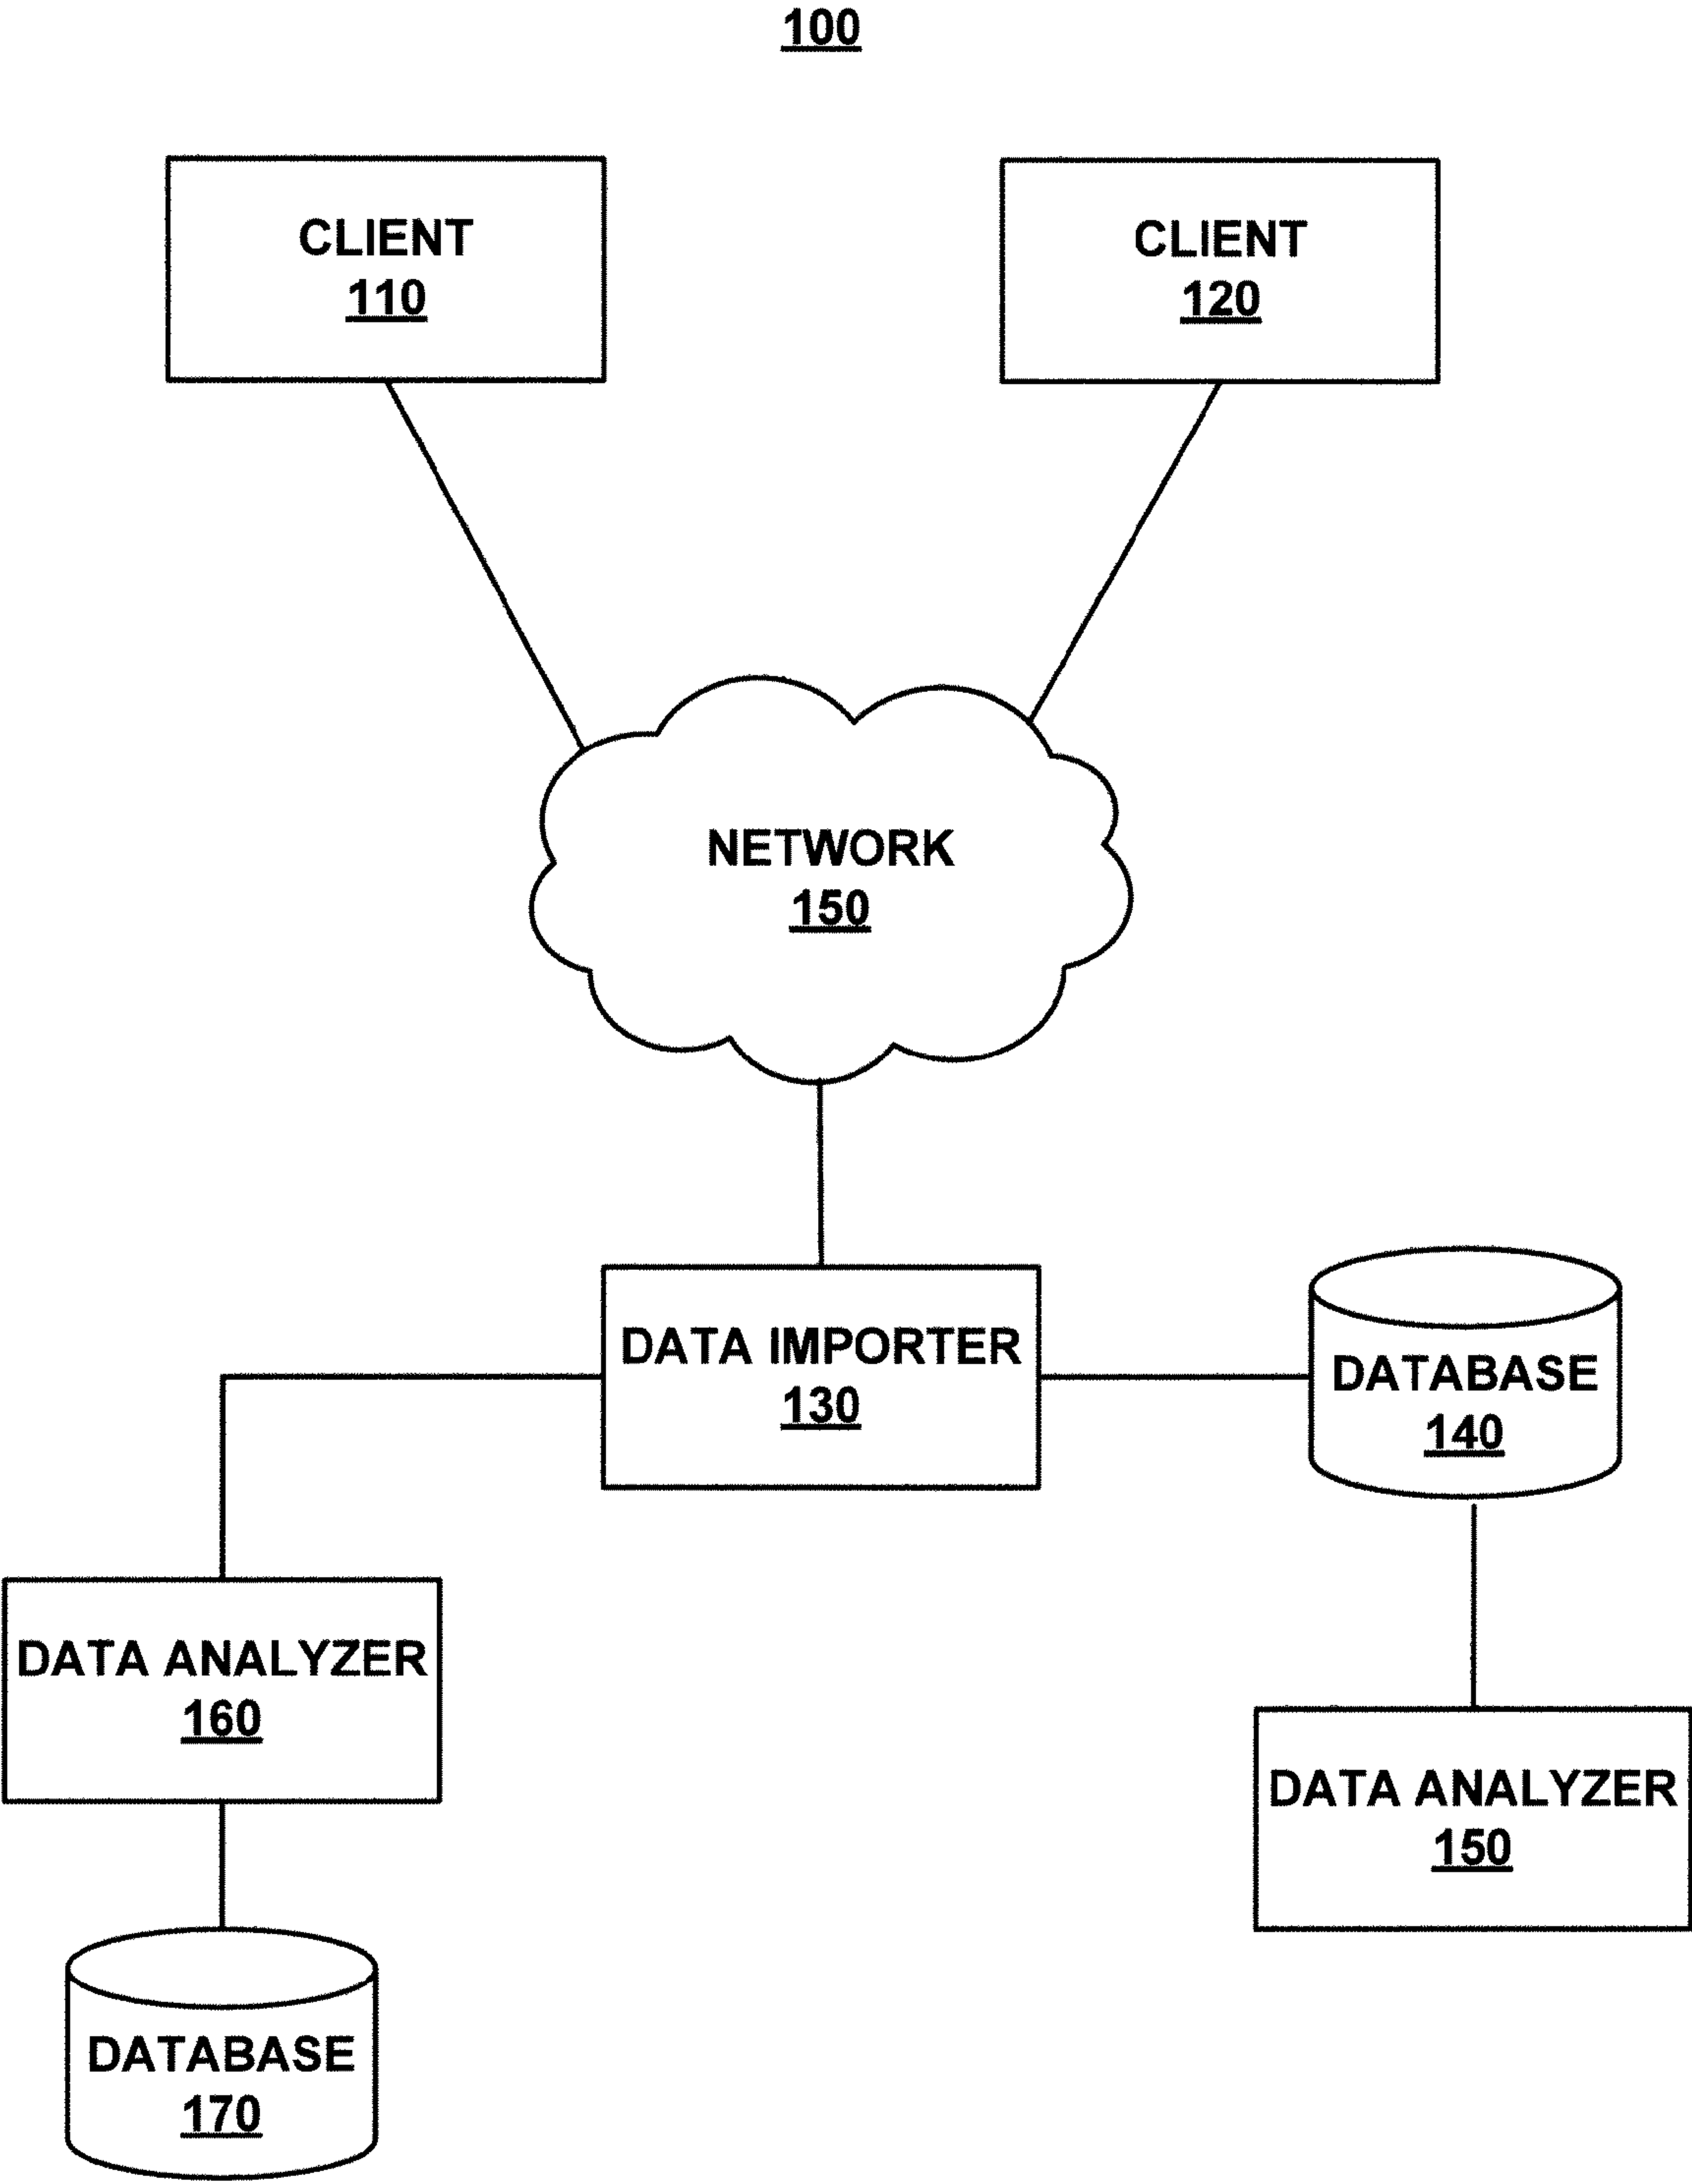 100
CLIENT
110
CLIENT
120
NETWORK
150
DATA IMPORTER
130
DATABASE
140
DATA ANALYZER
160
DATA ANALYZER
150
DATABASE
170